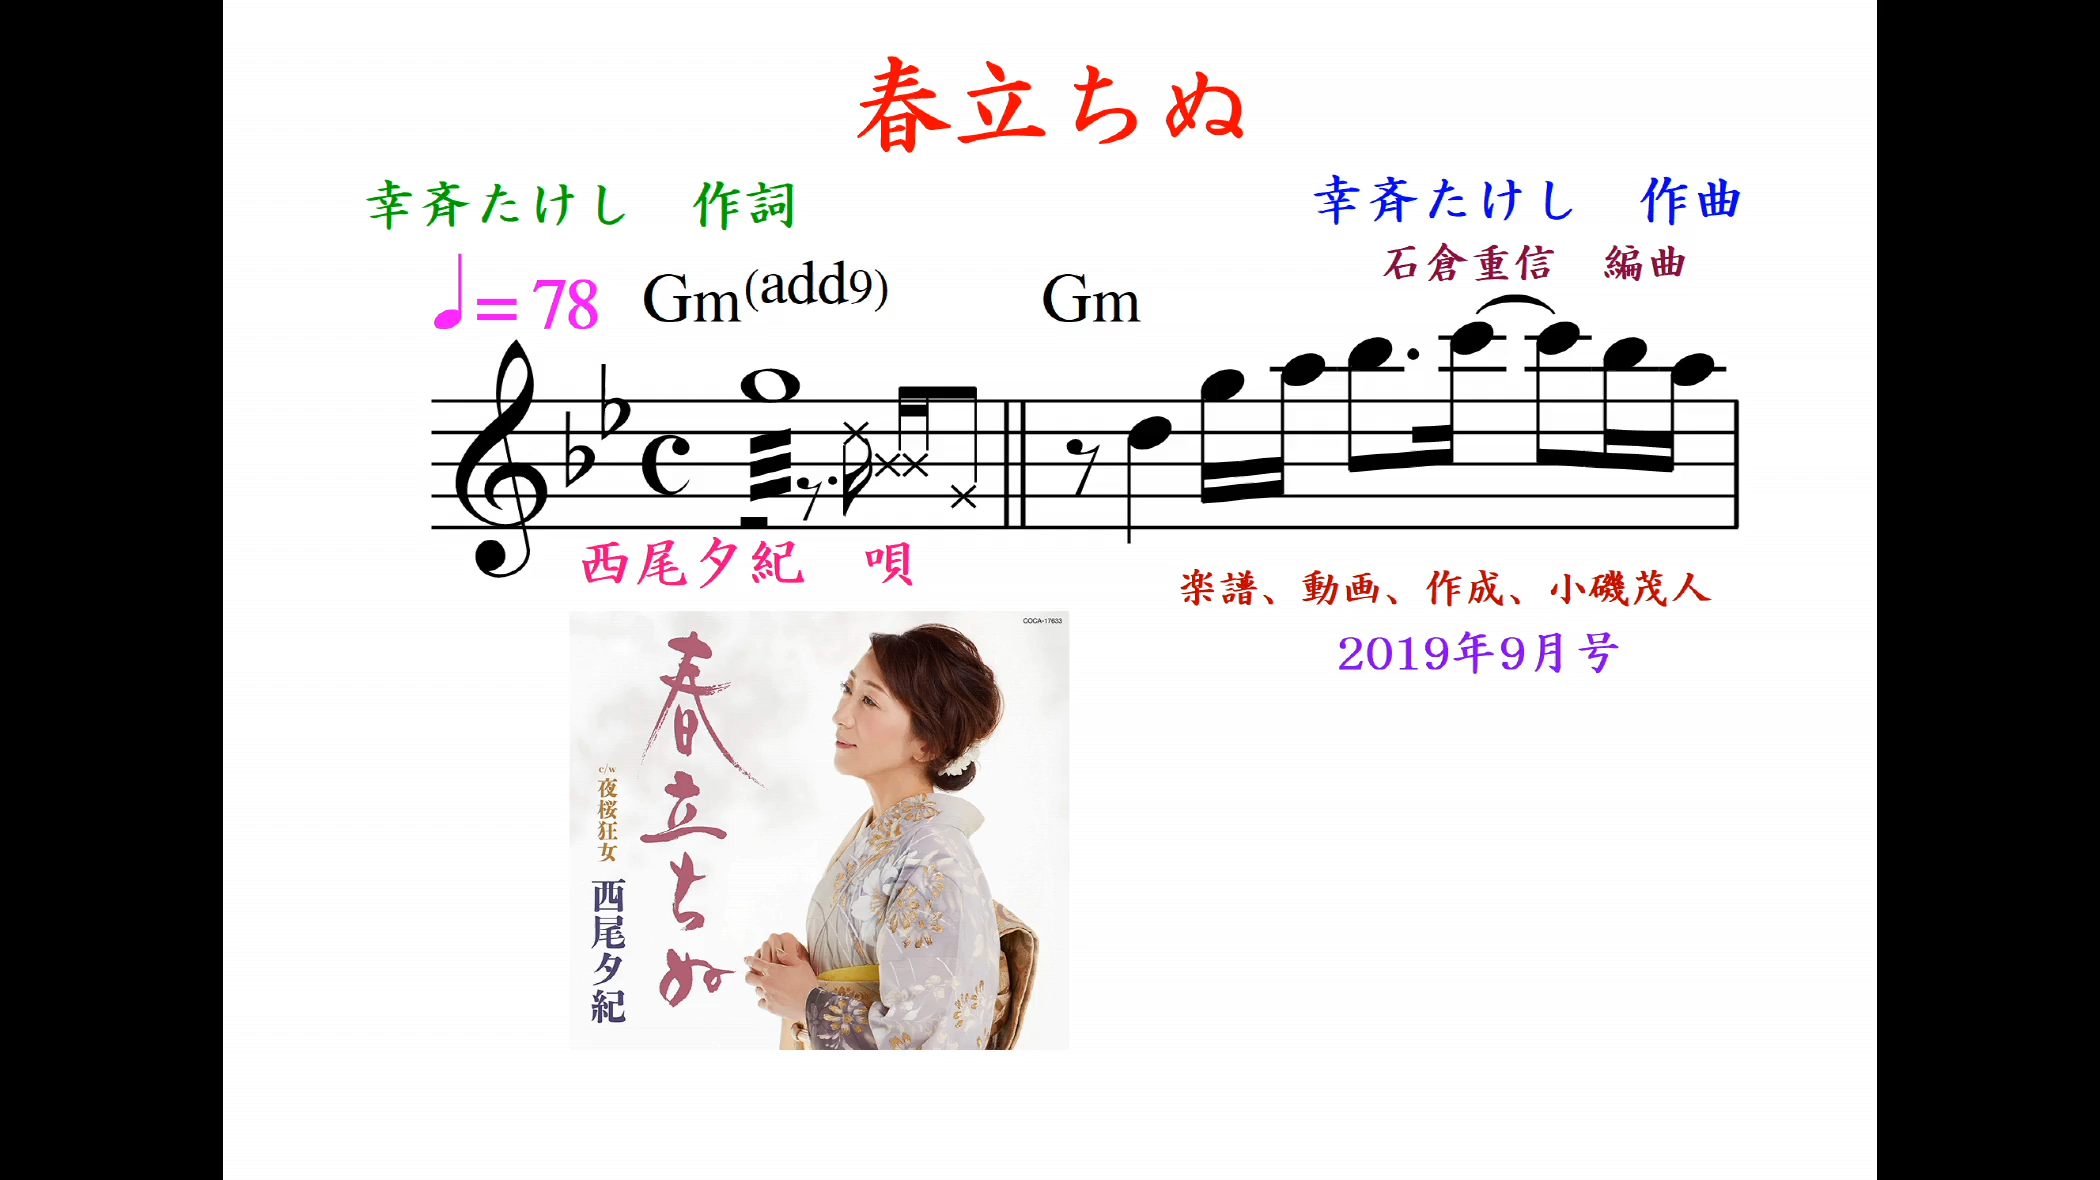 春立ちぬ
幸斉たけし　作詞
幸斉たけし　作曲
石倉重信　編曲
= 78
Gm(add9)
Gm
西尾夕紀　唄
楽譜、動画、作成、小磯茂人
2019年9月号
COCA-17633
春立ちぬ
c/w
夜桜狂女
西尾夕紀